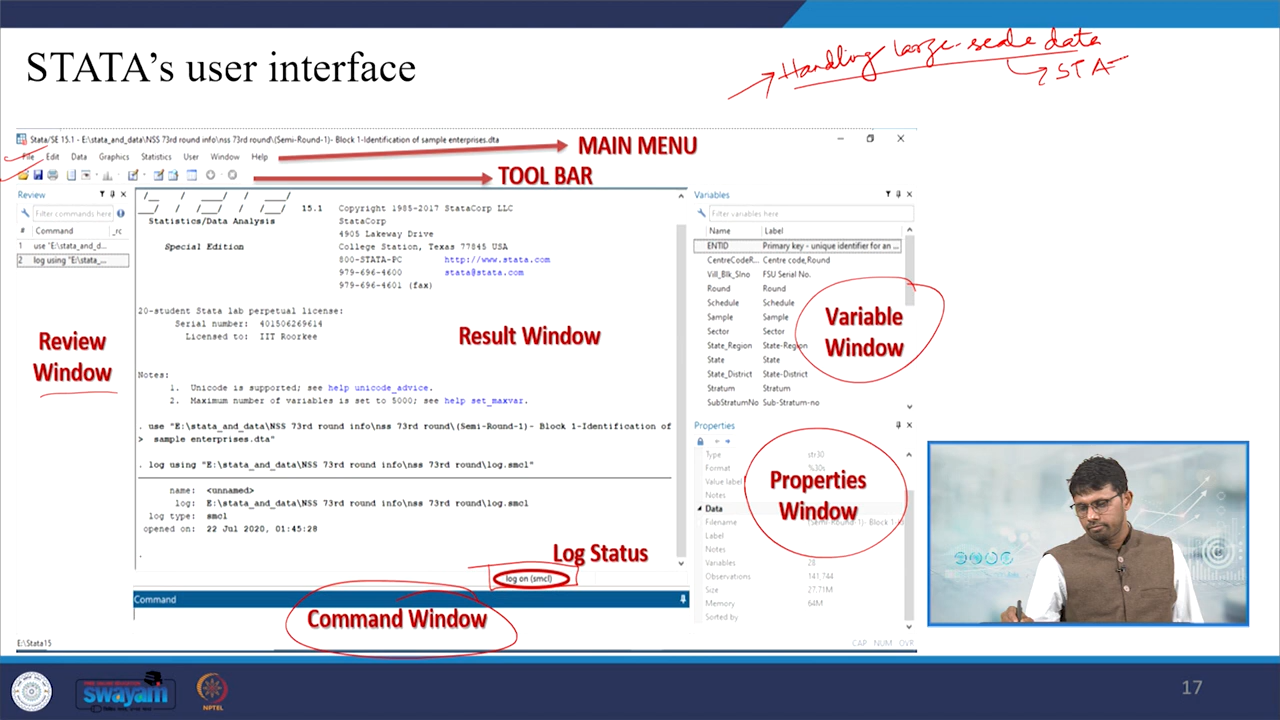 STATA's user interface
Handling large-scale data
STA
Stata/SE 15.1 - E:\stata_and_data\NSS 73rd round info\nss 73rd round\(Semi-Round-1)- Block 1-Identification of sample enterprises.dta
File Edit Data Graphics Statistics User Window Help
MAIN MENU
TOOL BAR
Review
Filter commands here
# Command _rc
1 use "E:\stata_and_d...
2 log using "E:\stata_...
Review
Window
15.1 Copyright 1985-2017 StataCorp LLC
Statistics/Data Analysis StataCorp
4905 Lakeway Drive
Special Edition College Station, Texas 77845 USA
800-STATA-PC http://www.stata.com
979-696-4600 stata@stata.com
979-696-4601 (fax)
20-student Stata lab perpetual license:
Serial number: 401506269614
Licensed to: IIT Roorkee
Result Window
Notes:
1. Unicode is supported; see help unicode_advice.
2. Maximum number of variables is set to 5000; see help set_maxvar.
. use "E:\stata_and_data\NSS 73rd round info\nss 73rd round\(Semi-Round-1)- Block 1-Identification of
> sample enterprises.dta"
. log using "E:\stata_and_data\NSS 73rd round info\nss 73rd round\log.smcl"
name: <unnamed>
log: E:\stata_and_data\NSS 73rd round info\nss 73rd round\log.smcl
log type: smcl
opened on: 22 Jul 2020, 01:45:28
.
Log Status
log on (smcl)
Command
Command Window
E:\Stata15
Variables
Filter variables here
Name Label
ENTID Primary key - unique identifier for an ...
CentreCodeR... Centre code,Round
Vill_Blk_Slno FSU Serial No.
Round Round
Schedule Schedule
Sample Sample
Sector Sector
State_Region State-Region
State State
State_District State-District
Stratum Stratum
SubStratumNo Sub-Stratum-no
Variable
Window
Properties
Type str30
Format %30s
Value label
Notes
Data
Filename (Semi-Round-1)- Block 1-
Label
Notes
Variables 28
Observations 141,744
Size 27.71M
Memory 64M
Sorted by
Properties
Window
CAP NUM OVR
swayam
NPTEL
17